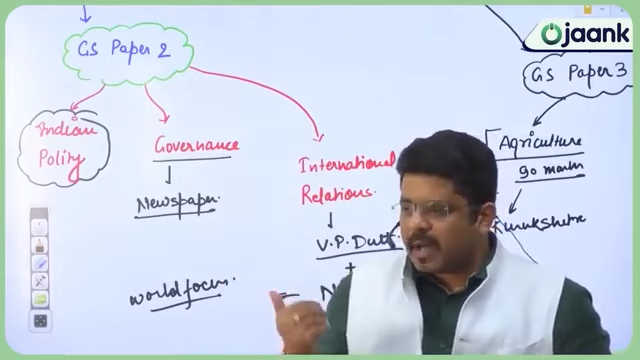 Ojaank
GS Paper 2
GS Paper 3
Indian
Polity
Governance
Newspaper
International
Relations.
V.P. Dutt
+
N
World focus.
Agriculture
90 marks
Kurukshetra